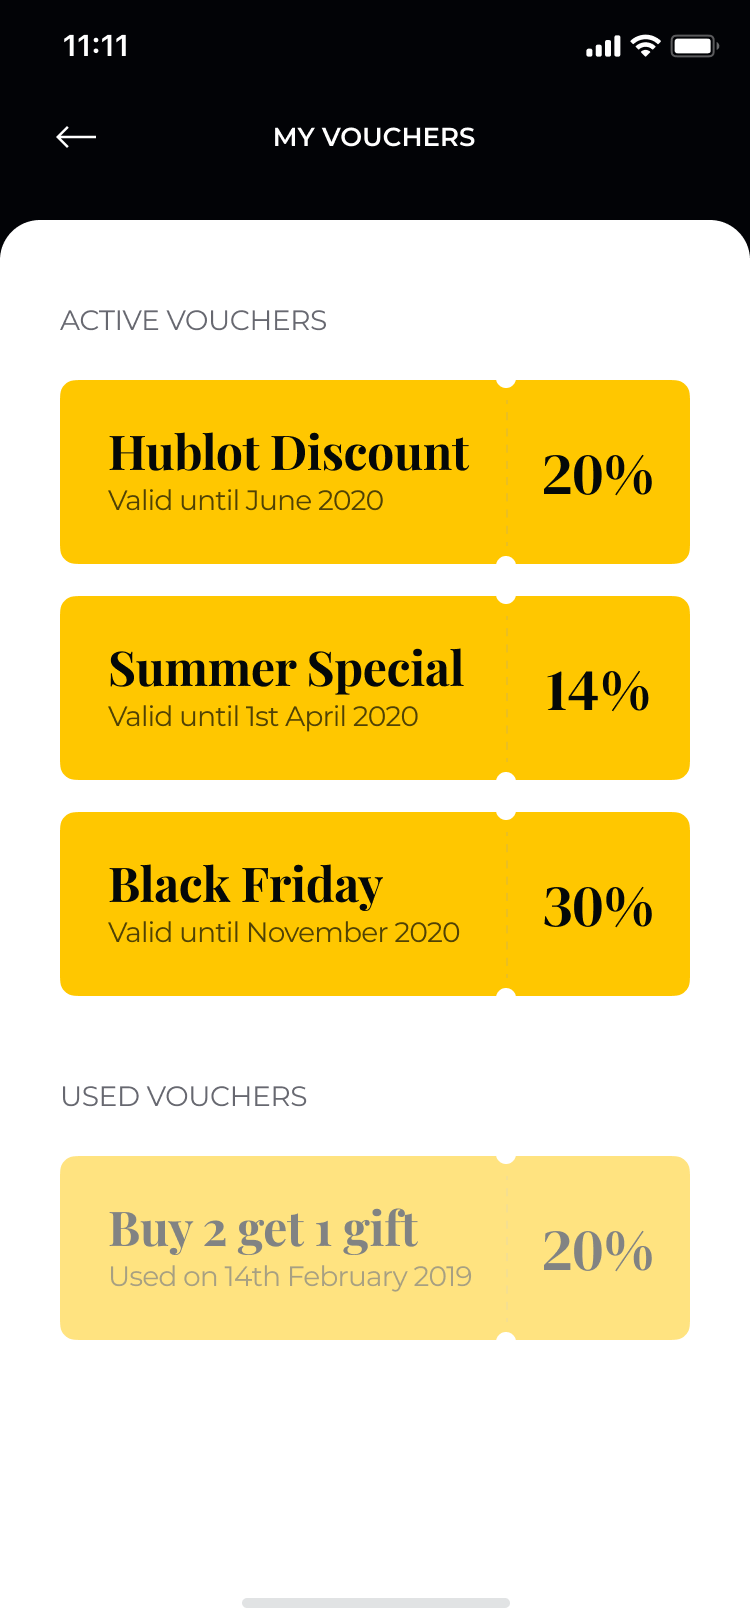 11:11
MY VOUCHERS
ACTIVE VOUCHERS
Hublot Discount
Valid until June 2020
20%
Summer Special
Valid until 1st April 2020
14%
Black Friday
Valid until November 2020
30%
USED VOUCHERS
Buy 2 get 1 gift
Used on 14th February 2019
20%